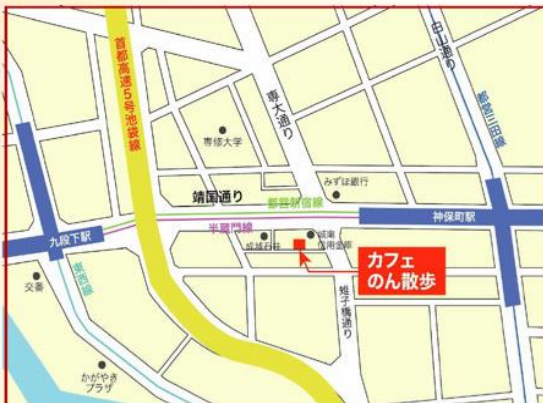 首都高速5号池袋線
白山通り
都営三田線
専大通り
専修大学
みずほ銀行
靖国通り
都営新宿線
神保町駅
半蔵門線
九段下駅
成城石井
城南
信用金庫
カフェ
のん散歩
東西線
交番
雉子橋通り
かがやき
プラザ